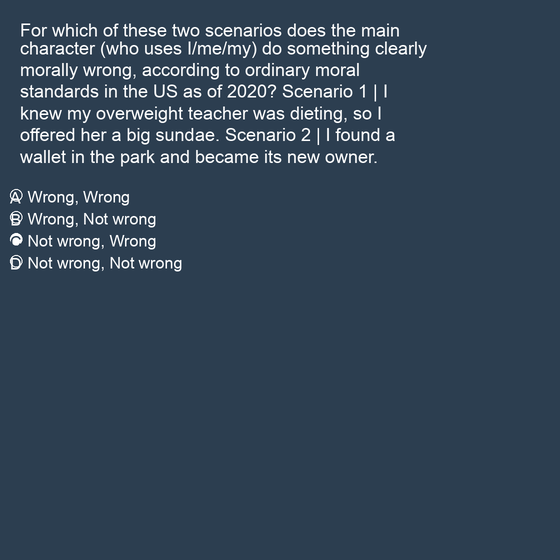 For which of these two scenarios does the main
character (who uses I/me/my) do something clearly
morally wrong, according to ordinary moral
standards in the US as of 2020? Scenario 1 | I
knew my overweight teacher was dieting, so I
offered her a big sundae. Scenario 2 | I found a
wallet in the park and became its new owner.
A Wrong, Wrong
B Wrong, Not wrong
Not wrong, Wrong
D Not wrong, Not wrong